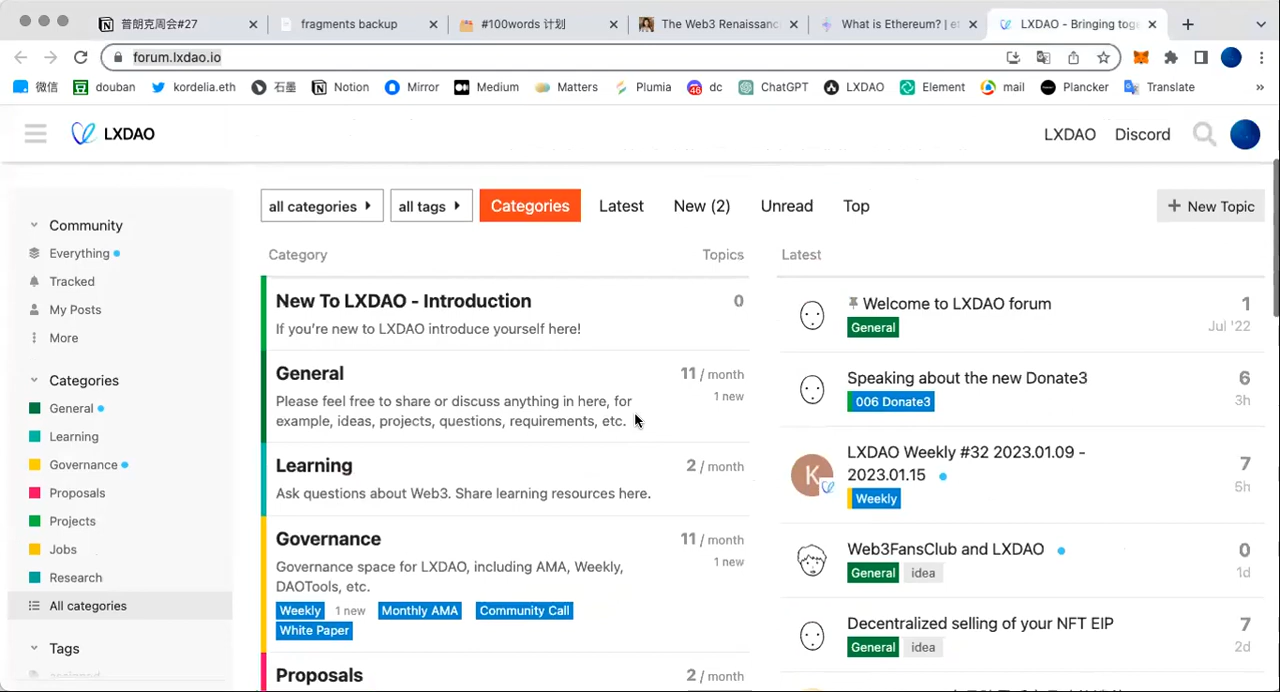 普朗克周会#27
fragments backup
#100words 计划
The Web3 Renaissanc
What is Ethereum? | et
LXDAO - Bringing toge
forum.lxdao.io
微信
douban
kordelia.eth
石墨
Notion
Mirror
Medium
Matters
Plumia
46
dc
ChatGPT
LXDAO
Element
mail
Plancker
Translate
»
LXDAO
LXDAO
Discord
Community
Everything
Tracked
My Posts
More
Categories
General
Learning
Governance
Proposals
Projects
Jobs
Research
All categories
Tags
all categories
all tags
Categories
Latest
New (2)
Unread
Top
+ New Topic
Category Topics
New To LXDAO - Introduction 0
If you're new to LXDAO introduce yourself here!
General 11 / month
Please feel free to share or discuss anything in here, for 1 new
example, ideas, projects, questions, requirements, etc.
Learning 2 / month
Ask questions about Web3. Share learning resources here.
Governance 11 / month
Governance space for LXDAO, including AMA, Weekly, 1 new
DAOTools, etc.
Weekly 1 new Monthly AMA Community Call
White Paper
Proposals 2 / month
Latest
Welcome to LXDAO forum 1
General Jul '22
Speaking about the new Donate3 6
006 Donate3 3h
LXDAO Weekly #32 2023.01.09 - 7
K
2023.01.15 5h
Weekly
Web3FansClub and LXDAO 0
General idea 1d
Decentralized selling of your NFT EIP 7
General idea 2d